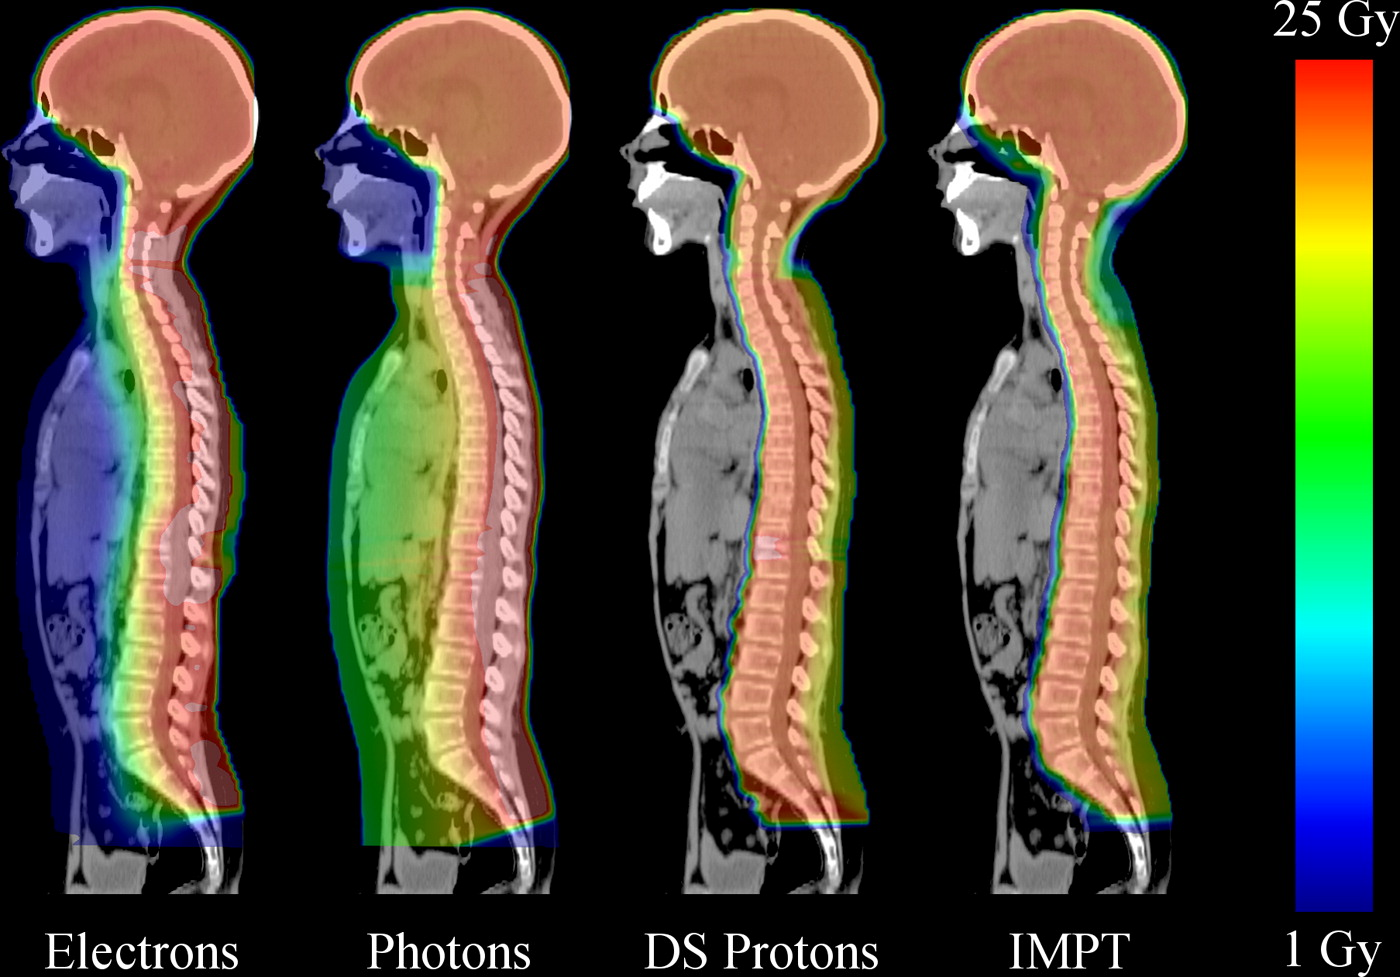 25 Gy
Electrons
Photons
DS Protons
IMPT
1 Gy